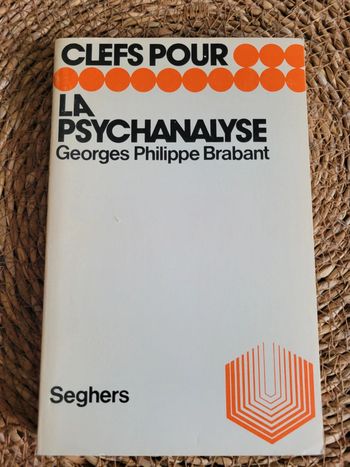 CLEFS POUR
LA
PSYCHANALYSE
Georges Philippe Brabant
Seghers